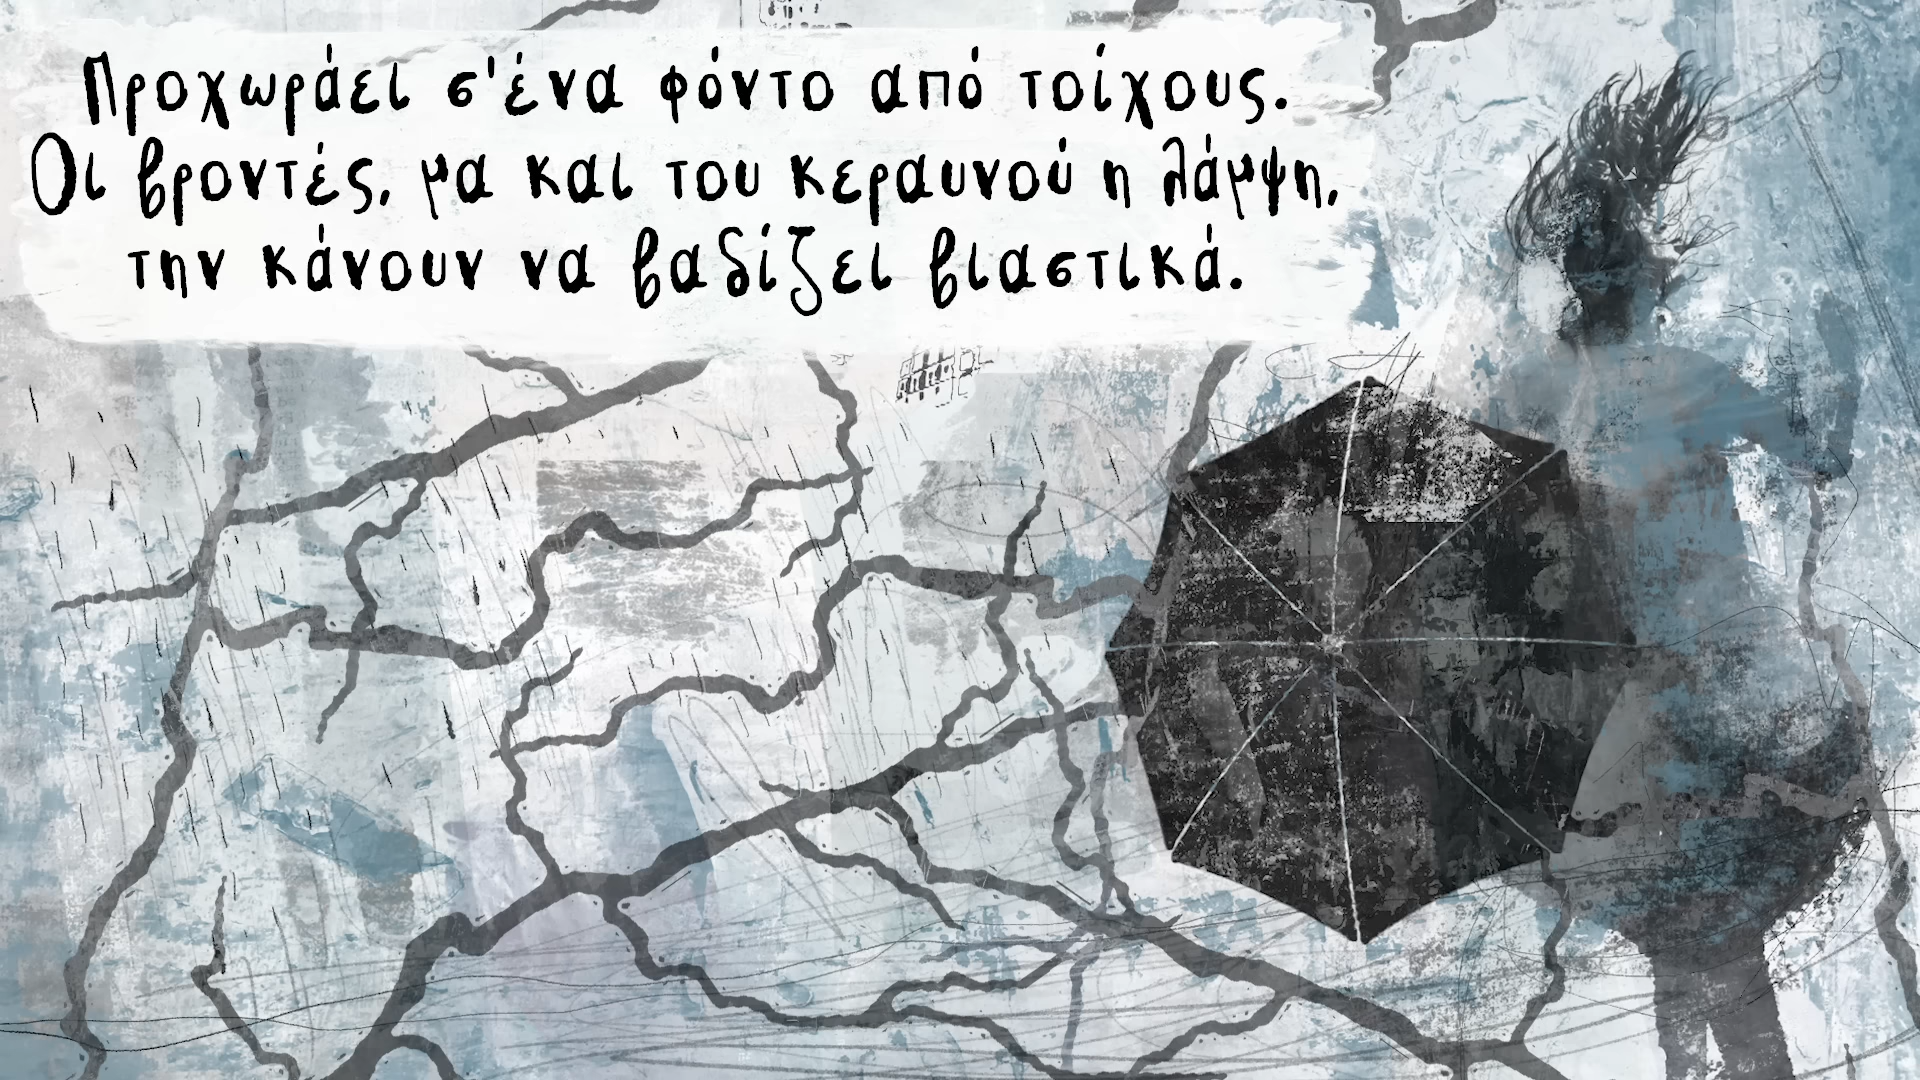 Προχωράει σ'ένα φόντο από τοίχους.
Οι βροντές, μα και του κεραυνού η λάμψη,
την κάνουν να βαδίζει βιαστικά.